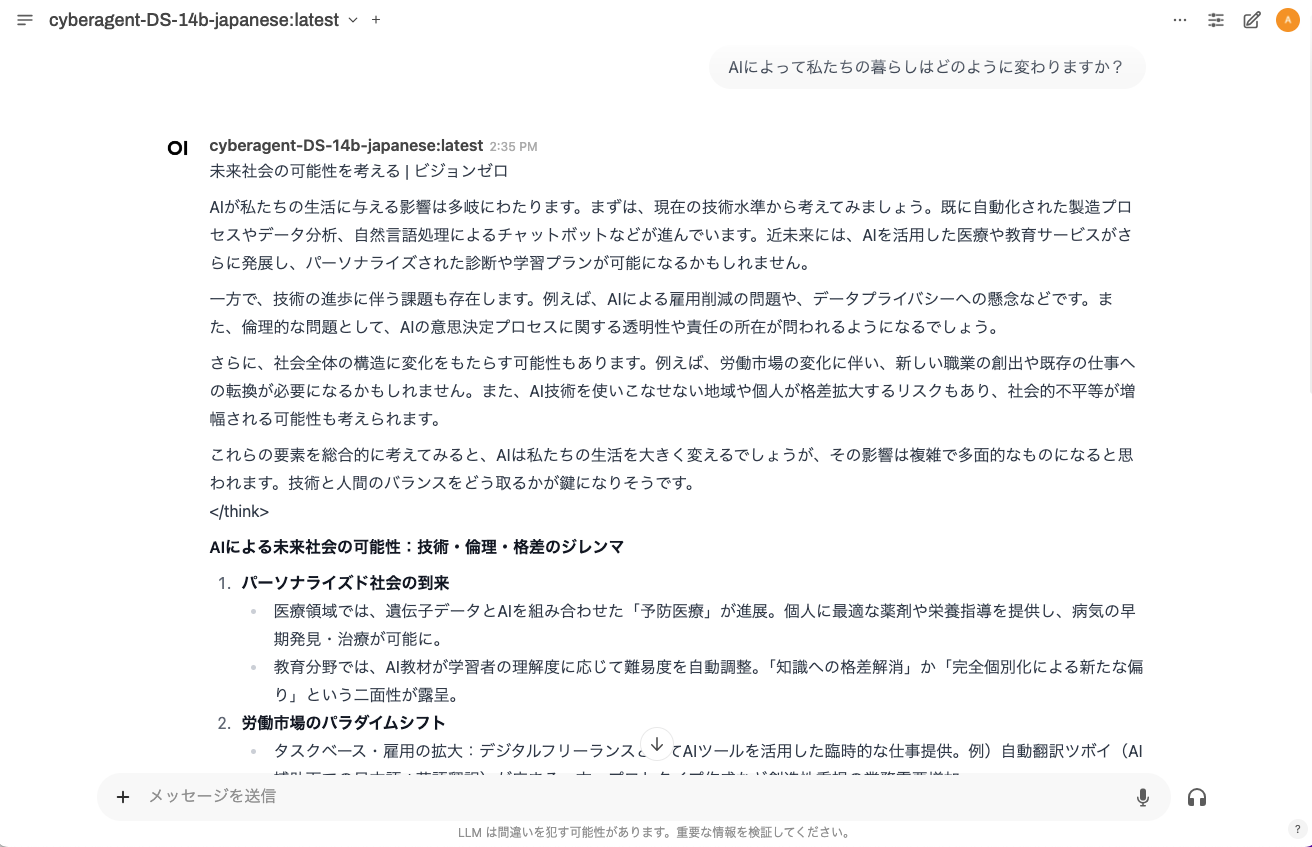 cyberagent-DS-14b-japanese:latest
A
AIによって私たちの暮らしはどのように変わりますか？
OI
cyberagent-DS-14b-japanese:latest 2:35 PM
未来社会の可能性を考える | ビジョンゼロ
AIが私たちの生活に与える影響は多岐にわたります。まずは、現在の技術水準から考えてみましょう。既に自動化された製造プロ
セスやデータ分析、自然言語処理によるチャットボットなどが進んでいます。近未来には、AIを活用した医療や教育サービスがさ
らに発展し、パーソナライズされた診断や学習プランが可能になるかもしれません。
一方で、技術の進歩に伴う課題も存在します。例えば、AIによる雇用削減の問題や、データプライバシーへの懸念などです。ま
た、倫理的な問題として、AIの意思決定プロセスに関する透明性や責任の所在が問われるようになるでしょう。
さらに、社会全体の構造に変化をもたらす可能性もあります。例えば、労働市場の変化に伴い、新しい職業の創出や既存の仕事へ
の転換が必要になるかもしれません。また、AI技術を使いこなせない地域や個人が格差拡大するリスクもあり、社会的不平等が増
幅される可能性も考えられます。
これらの要素を総合的に考えてみると、AIは私たちの生活を大きく変えるでしょうが、その影響は複雑で多面的なものになると思
われます。技術と人間のバランスをどう取るかが鍵になりそうです。
</think>
AIによる未来社会の可能性：技術・倫理・格差のジレンマ
1. パーソナライズド社会の到来
医療領域では、遺伝子データとAIを組み合わせた「予防医療」が進展。個人に最適な薬剤や栄養指導を提供し、病気の早
期発見・治療が可能に。
教育分野では、AI教材が学習者の理解度に応じて難易度を自動調整。「知識への格差解消」か「完全個別化による新たな偏
り」という二面性が露呈。
2. 労働市場のパラダイムシフト
タスクベース・雇用の拡大：デジタルフリーランス てAIツールを活用した臨時的な仕事提供。例）自動翻訳ツボイ（AI
メッセージを送信
LLM は間違いを犯す可能性があります。重要な情報を検証してください。
?